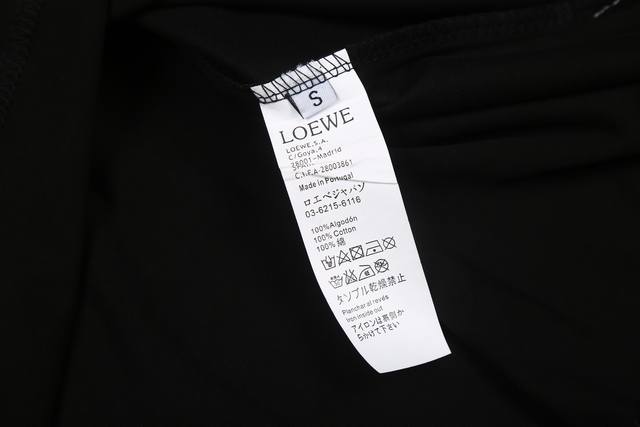 S
LOEWE
LOEWE,S.A.
C/Goya,4
28001-Madrid
SPAIN
C.I.F.A-28003861
Made in Portugal
ロエベジャパン
03-6215-6116
100%Algodón
100% Cotton
100% 綿
タンブル乾燥禁止
Planchar al revés
Iron inside out
アイロンは裏側か
らかけて下さい